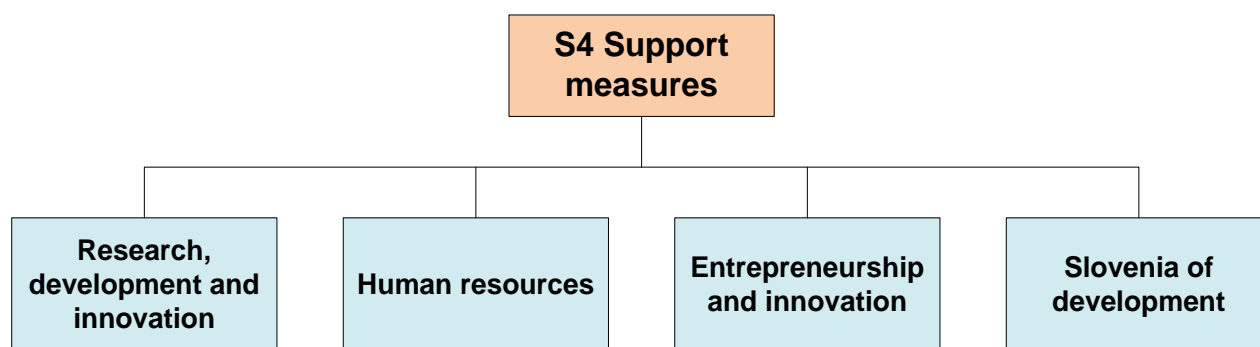 S4 Support
measures
Research,
development and
innovation
Human resources
Entrepreneurship
and innovation
Slovenia of
development